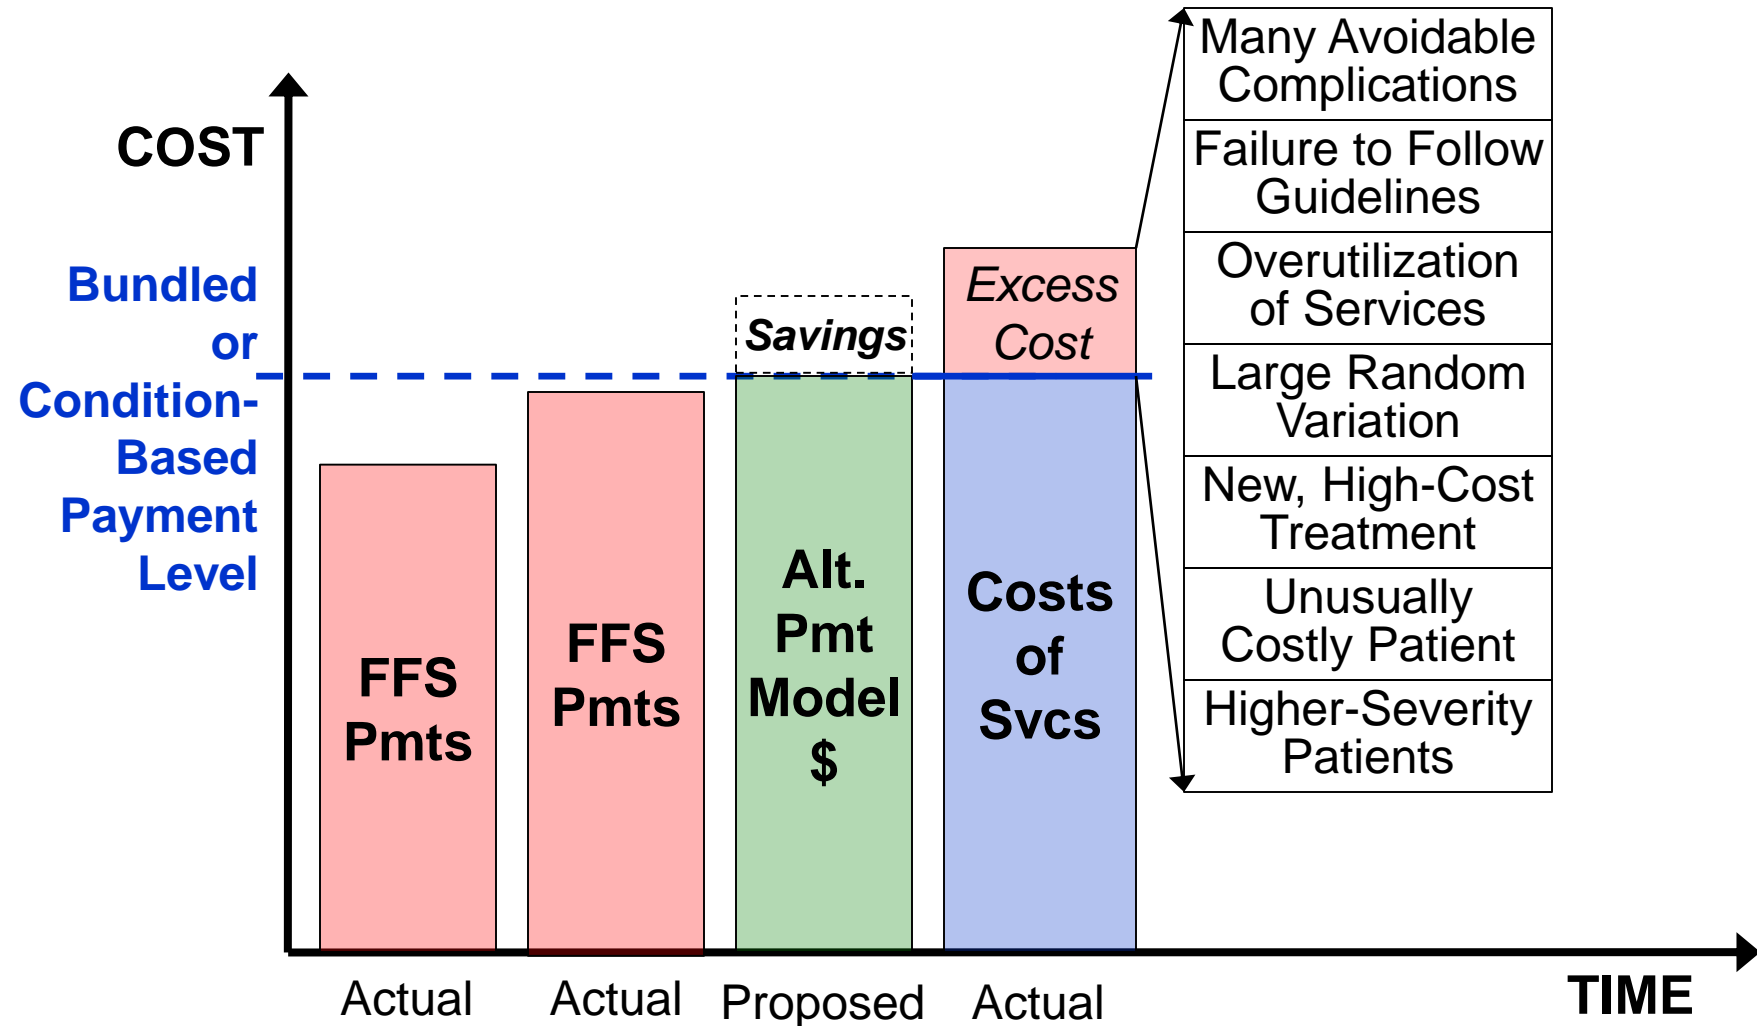 COST
Bundled
or
Condition-
Based
Payment
Level
FFS
Pmts
FFS
Pmts
Savings
Alt.
Pmt
Model
$
Excess
Cost
Costs
of
Svcs
Many Avoidable
Complications
Failure to Follow
Guidelines
Overutilization
of Services
Large Random
Variation
New, High-Cost
Treatment
Unusually
Costly Patient
Higher-Severity
Patients
Actual
Actual
Proposed
Actual
TIME